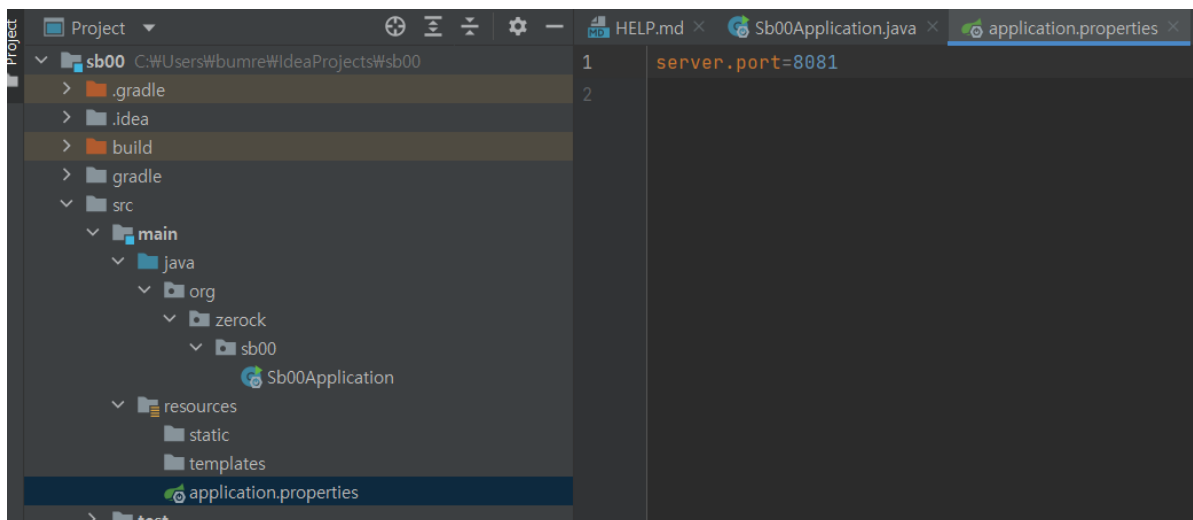 Project
Project
HELP.md
Sb00Application.java
application.properties
sb00 C:₩Users₩bumre₩IdeaProjects₩sb00
.gradle
.idea
build
gradle
src
main
java
org
zerock
sb00
Sb00Application
resources
static
templates
application.properties
test
1 server.port=8081
2